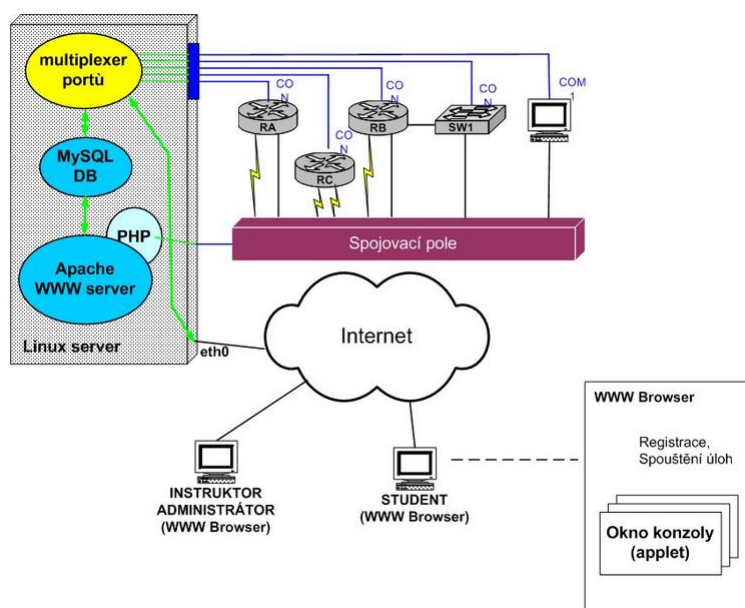 multiplexer
portù
MySQL
DB
PHP
Apache
WWW server
Linux server
eth0
CO
N
RA
CO
N
RC
CO
N
RB
CO
N
SW1
COM
1
Spojovací pole
Internet
INSTRUKTOR
ADMINISTRÁTOR
(WWW Browser)
STUDENT
(WWW Browser)
WWW Browser
Registrace,
Spouštění úloh
Okno konzoly
(applet)